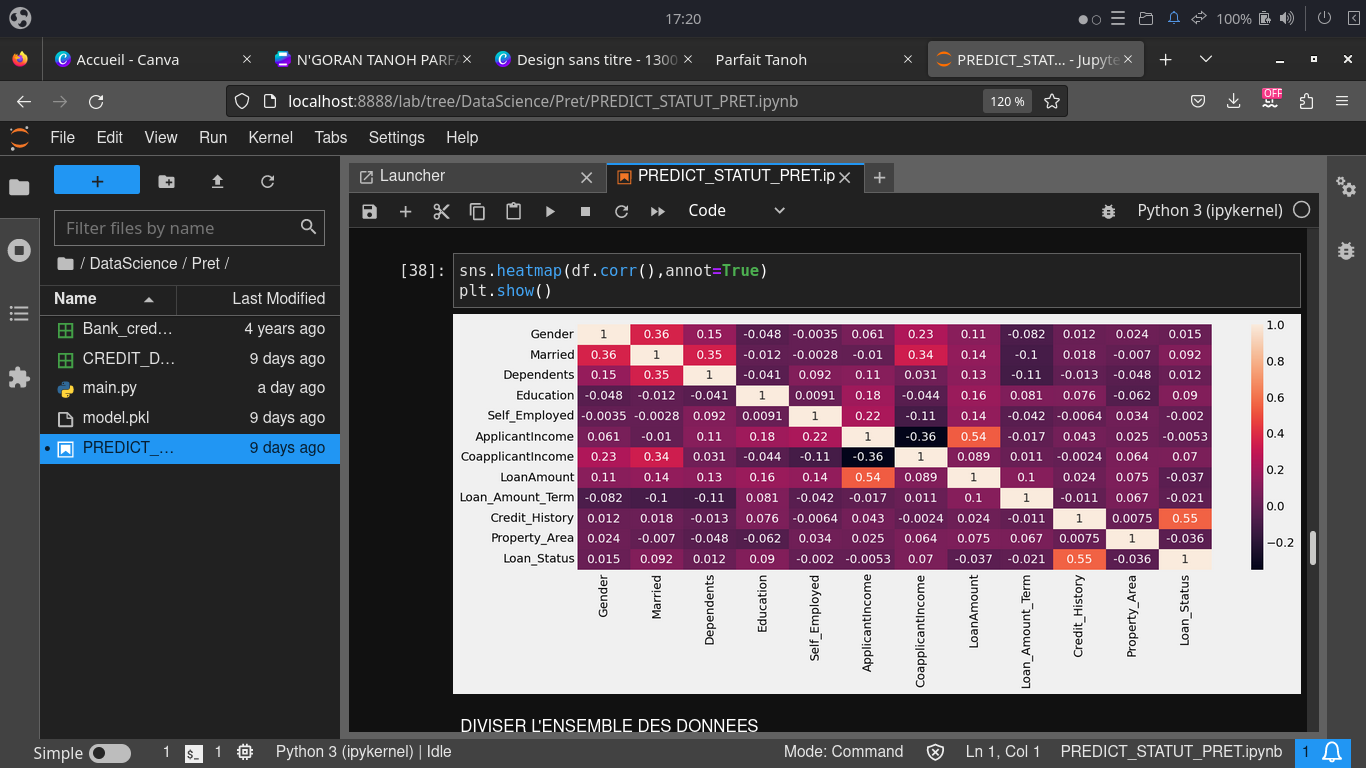 17:20
100%
Accueil - Canva
N'GORAN TANOH PARFA
Design sans titre - 1300
Parfait Tanoh
PREDICT_STAT… - Jupyte
localhost:8888/lab/tree/DataScience/Pret/PREDICT_STATUT_PRET.ipynb
120 %
OFF
File Edit View Run Kernel Tabs Settings Help
Launcher
PREDICT_STATUT_PRET.ip
Code
Python 3 (ipykernel)
Filter files by name
/ DataScience / Pret /
Name Last Modified
Bank_cred… 4 years ago
CREDIT_D… 9 days ago
main.py a day ago
model.pkl 9 days ago
PREDICT_… 9 days ago
[38]: sns.heatmap(df.corr(),annot=True)
plt.show()
Gender 1 0.36 0.15 -0.048 -0.0035 0.061 0.23 0.11 -0.082 0.012 0.024 0.015
Married 0.36 1 0.35 -0.012 -0.0028 -0.01 0.34 0.14 -0.1 0.018 -0.007 0.092
Dependents 0.15 0.35 1 -0.041 0.092 0.11 0.031 0.13 -0.11 -0.013 -0.048 0.012
Education -0.048 -0.012 -0.041 1 0.0091 0.18 -0.044 0.16 0.081 0.076 -0.062 0.09
Self_Employed -0.0035 -0.0028 0.092 0.0091 1 0.22 -0.11 0.14 -0.042 -0.0064 0.034 -0.002
ApplicantIncome 0.061 -0.01 0.11 0.18 0.22 1 -0.36 0.54 -0.017 0.043 0.025 -0.0053
CoapplicantIncome 0.23 0.34 0.031 -0.044 -0.11 -0.36 1 0.089 0.011 -0.0024 0.064 0.07
LoanAmount 0.11 0.14 0.13 0.16 0.14 0.54 0.089 1 0.1 0.024 0.075 -0.037
Loan_Amount_Term -0.082 -0.1 -0.11 0.081 -0.042 -0.017 0.011 0.1 1 -0.011 0.067 -0.021
Credit_History 0.012 0.018 -0.013 0.076 -0.0064 0.043 -0.0024 0.024 -0.011 1 0.0075 0.55
Property_Area 0.024 -0.007 -0.048 -0.062 0.034 0.025 0.064 0.075 0.067 0.0075 1 -0.036
Loan_Status 0.015 0.092 0.012 0.09 -0.002 -0.0053 0.07 -0.037 -0.021 0.55 -0.036 1
Gender
Married
Dependents
Education
Self_Employed
ApplicantIncome
CoapplicantIncome
LoanAmount
Loan_Amount_Term
Credit_History
Property_Area
Loan_Status
1.0
0.8
0.6
0.4
0.2
0.0
−0.2
DIVISER L'ENSEMBLE DES DONNEES
Simple 1 $_ 1 Python 3 (ipykernel) | Idle
Mode: Command Ln 1, Col 1 PREDICT_STATUT_PRET.ipynb 1